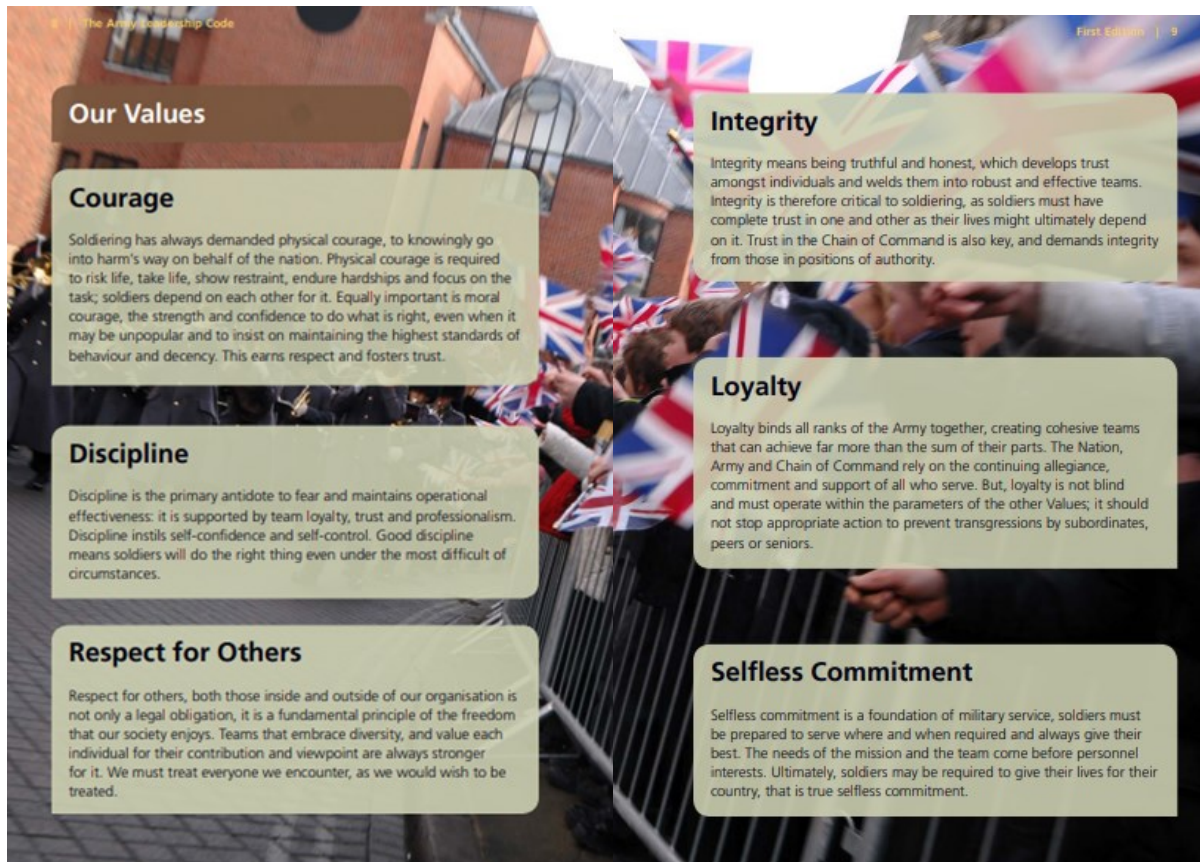 8 | The Army Leadership Code
Our Values
Courage
Soldiering has always demanded physical courage, to knowingly go
into harm's way on behalf of the nation. Physical courage is required
to risk life, take life, show restraint, endure hardships and focus on the
task; soldiers depend on each other for it. Equally important is moral
courage, the strength and confidence to do what is right, even when it
may be unpopular and to insist on maintaining the highest standards of
behaviour and decency. This earns respect and fosters trust.
Discipline
Discipline is the primary antidote to fear and maintains operational
effectiveness: it is supported by team loyalty, trust and professionalism.
Discipline instils self-confidence and self-control. Good discipline
means soldiers will do the right thing even under the most difficult of
circumstances.
Respect for Others
Respect for others, both those inside and outside of our organisation is
not only a legal obligation, it is a fundamental principle of the freedom
that our society enjoys. Teams that embrace diversity, and value each
individual for their contribution and viewpoint are always stronger
for it. We must treat everyone we encounter, as we would wish to be
treated.
First Edition | 9
Integrity
Integrity means being truthful and honest, which develops trust
amongst individuals and welds them into robust and effective teams.
Integrity is therefore critical to soldiering, as soldiers must have
complete trust in one and other as their lives might ultimately depend
on it. Trust in the Chain of Command is also key, and demands integrity
from those in positions of authority.
Loyalty
Loyalty binds all ranks of the Army together, creating cohesive teams
that can achieve far more than the sum of their parts. The Nation,
Army and Chain of Command rely on the continuing allegiance,
commitment and support of all who serve. But, loyalty is not blind
and must operate within the parameters of the other Values; it should
not stop appropriate action to prevent transgressions by subordinates,
peers or seniors.
Selfless Commitment
Selfless commitment is a foundation of military service, soldiers must
be prepared to serve where and when required and always give their
best. The needs of the mission and the team come before personnel
interests. Ultimately, soldiers may be required to give their lives for their
country, that is true selfless commitment.